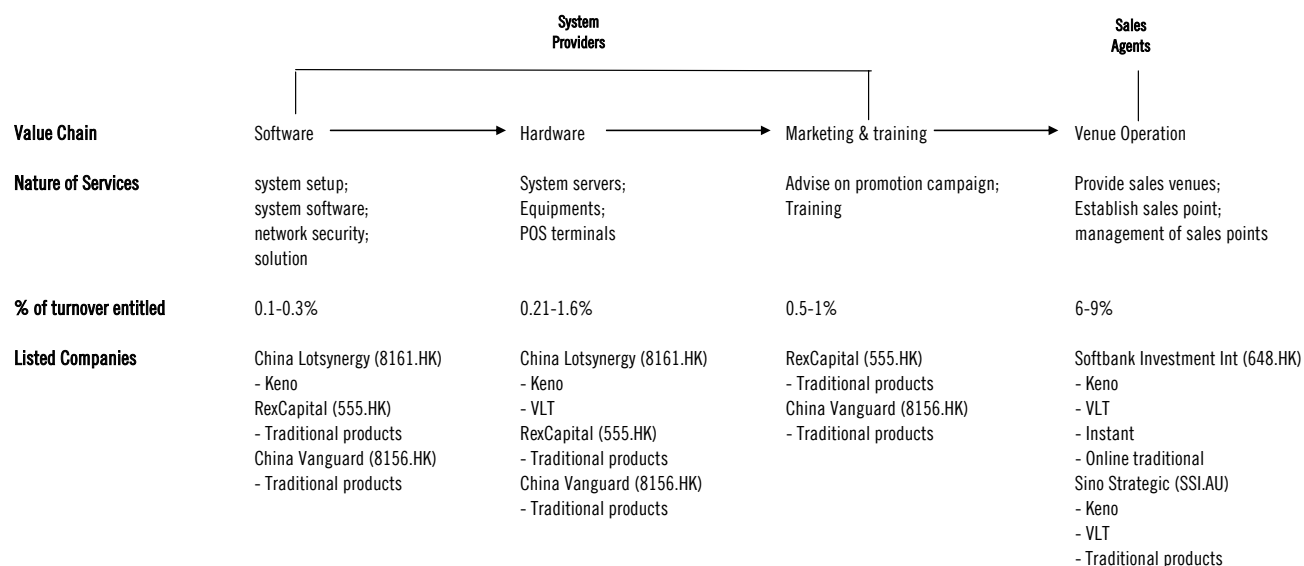 System
Providers
Sales
Agents
Value Chain
Software
Hardware
Marketing & training
Venue Operation
Nature of Services
system setup;
system software;
network security;
solution
System servers;
Equipments;
POS terminals
Advise on promotion campaign;
Training
Provide sales venues;
Establish sales point;
management of sales points
% of turnover entitled
0.1-0.3%
0.21-1.6%
0.5-1%
6-9%
Listed Companies
China Lotsynergy (8161.HK)
- Keno
RexCapital (555.HK)
- Traditional products
China Vanguard (8156.HK)
- Traditional products
China Lotsynergy (8161.HK)
- Keno
- VLT
RexCapital (555.HK)
- Traditional products
China Vanguard (8156.HK)
- Traditional products
RexCapital (555.HK)
- Traditional products
China Vanguard (8156.HK)
- Traditional products
Softbank Investment Int (648.HK)
- Keno
- VLT
- Instant
- Online traditional
Sino Strategic (SSI.AU)
- Keno
- VLT
- Traditional products